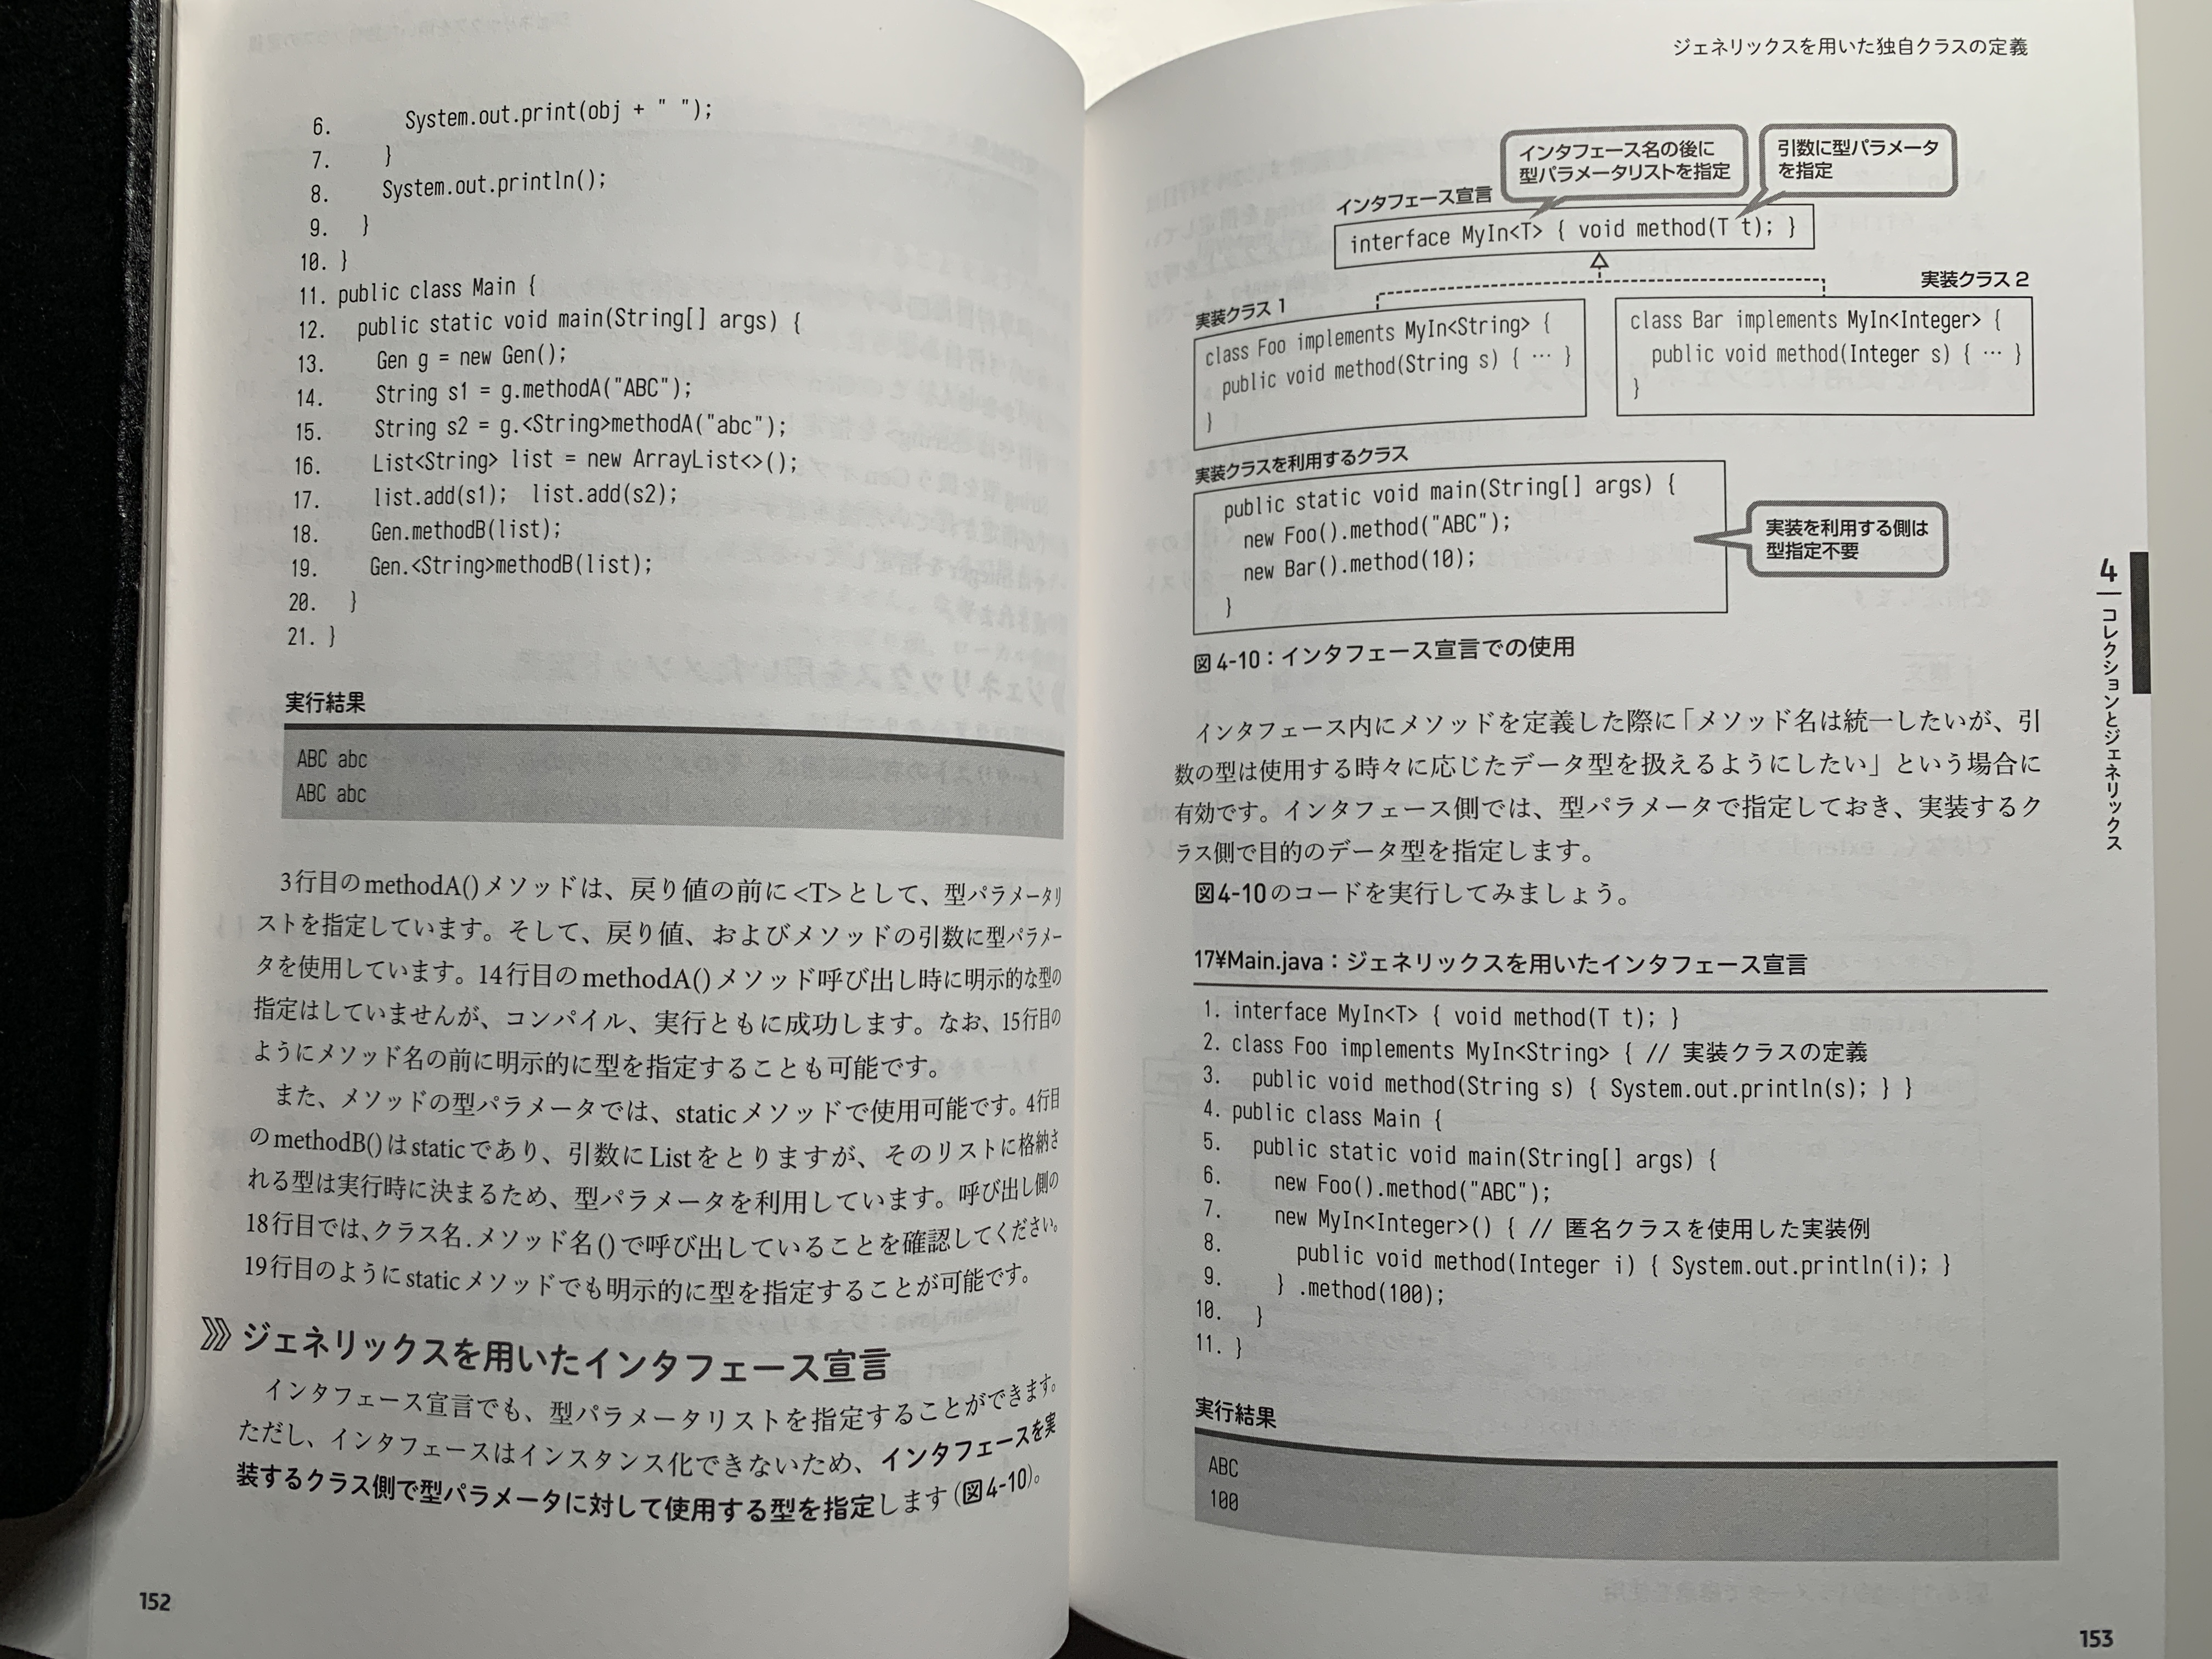 6.       System.out.print(obj + " ");
7.     }
8.     System.out.println();
9.   }
10. }
11. public class Main {
12.   public static void main(String[] args) {
13.     Gen g = new Gen();
14.     String s1 = g.methodA("ABC");
15.     String s2 = g.<String>methodA("abc");
16.     List<String> list = new ArrayList<>();
17.     list.add(s1);  list.add(s2);
18.     Gen.methodB(list);
19.     Gen.<String>methodB(list);
20.   }
21. }
実行結果
ABC abc
ABC abc
3行目のmethodA()メソッドは、戻り値の前に<T>として、型パラメータリ
ストを指定しています。そして、戻り値、およびメソッドの引数に型パラメー
タを使用しています。14行目のmethodA()メソッド呼び出し時に明示的な型の
指定はしていませんが、コンパイル、実行ともに成功します。なお、15行目の
ようにメソッド名の前に明示的に型を指定することも可能です。
また、メソッドの型パラメータでは、staticメソッドで使用可能です。4行目
のmethodB()はstaticであり、引数にListをとりますが、そのリストに格納さ
れる型は実行時に決まるため、型パラメータを利用しています。呼び出し側の
18行目では、クラス名.メソッド名()で呼び出していることを確認してください。
19行目のようにstaticメソッドでも明示的に型を指定することが可能です。
ジェネリックスを用いたインタフェース宣言
インタフェース宣言でも、型パラメータリストを指定することができます。
ただし、インタフェースはインスタンス化できないため、インタフェースを実
装するクラス側で型パラメータに対して使用する型を指定します(図4-10)。
152
ジェネリックスを用いた独自クラスの定義
インタフェース名の後に
型パラメータリストを指定
引数に型パラメータ
を指定
インタフェース宣言
interface MyIn<T> { void method(T t); }
実装クラス1
class Foo implements MyIn<String> {
  public void method(String s) { … }
}
実装クラス2
class Bar implements MyIn<Integer> {
  public void method(Integer s) { … }
}
実装クラスを利用するクラス
public static void main(String[] args) {
  new Foo().method("ABC");
  new Bar().method(10);
}
実装を利用する側は
型指定不要
図4-10:インタフェース宣言での使用
インタフェース内にメソッドを定義した際に「メソッド名は統一したいが、引
数の型は使用する時々に応じたデータ型を扱えるようにしたい」という場合に
有効です。インタフェース側では、型パラメータで指定しておき、実装するク
ラス側で目的のデータ型を指定します。
図4-10のコードを実行してみましょう。
17¥Main.java:ジェネリックスを用いたインタフェース宣言
1. interface MyIn<T> { void method(T t); }
2. class Foo implements MyIn<String> { // 実装クラスの定義
3.   public void method(String s) { System.out.println(s); } }
4. public class Main {
5.   public static void main(String[] args) {
6.     new Foo().method("ABC");
7.     new MyIn<Integer>() { // 匿名クラスを使用した実装例
8.       public void method(Integer i) { System.out.println(i); }
9.     } .method(100);
10.   }
11. }
実行結果
ABC
100
4
コレクションとジェネリックス
153